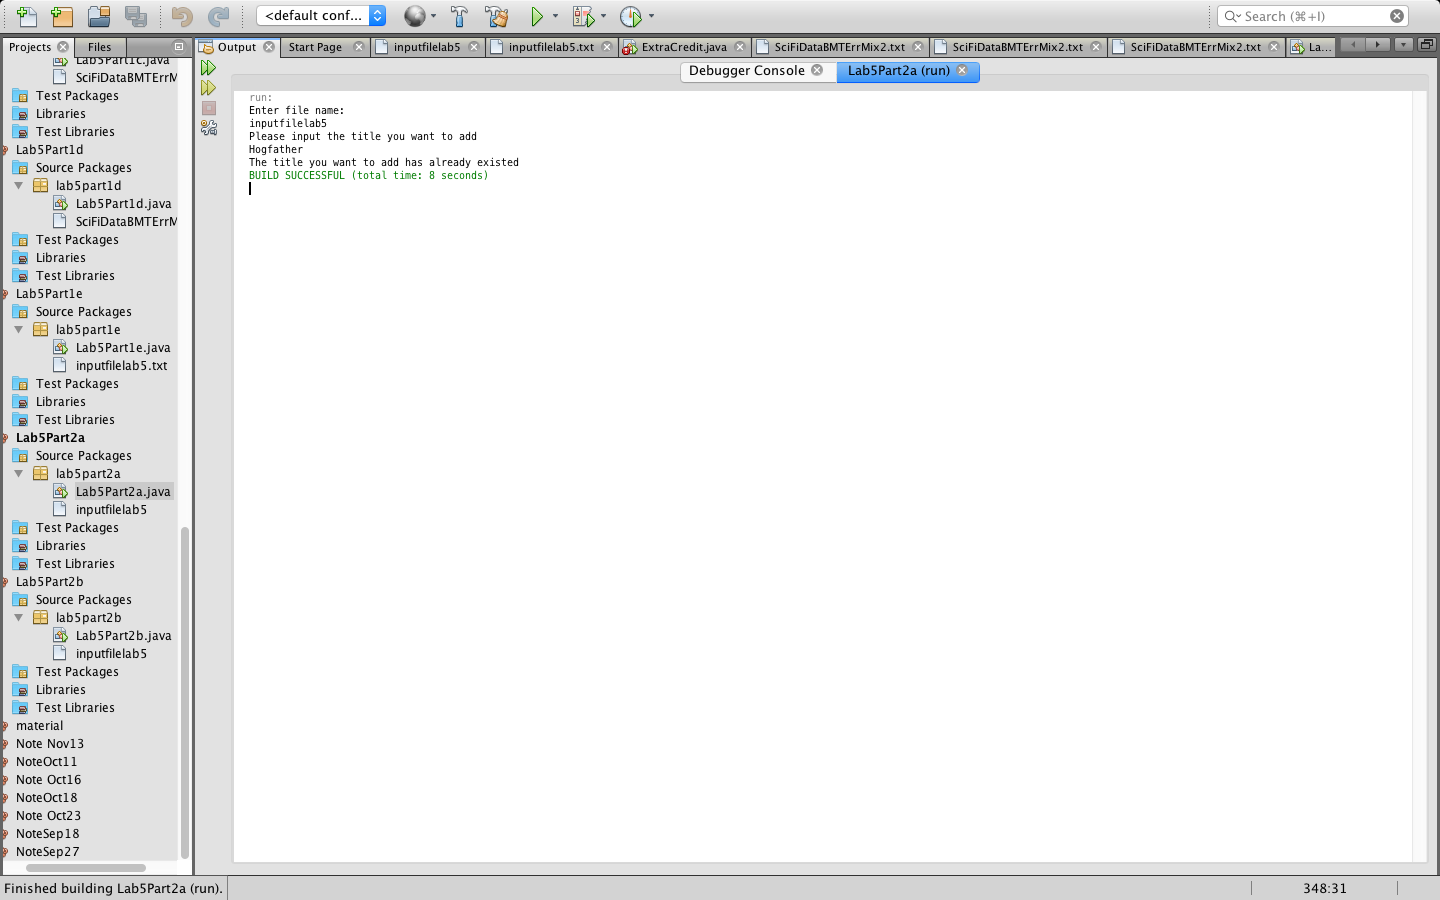 <default conf...
Search (⌘+I)
Projects
Files
Output
Start Page
inputfilelab5
inputfilelab5.txt
ExtraCredit.java
SciFiDataBMTErrMix2.txt
SciFiDataBMTErrMix2.txt
SciFiDataBMTErrMix2.txt
La...
Lab5Part1c.java
SciFiDataBMTErrM
Test Packages
Libraries
Test Libraries
Lab5Part1d
Source Packages
lab5part1d
Lab5Part1d.java
SciFiDataBMTErrM
Test Packages
Libraries
Test Libraries
Lab5Part1e
Source Packages
lab5part1e
Lab5Part1e.java
inputfilelab5.txt
Test Packages
Libraries
Test Libraries
Lab5Part2a
Source Packages
lab5part2a
Lab5Part2a.java
inputfilelab5
Test Packages
Libraries
Test Libraries
Lab5Part2b
Source Packages
lab5part2b
Lab5Part2b.java
inputfilelab5
Test Packages
Libraries
Test Libraries
material
Note Nov13
NoteOct11
Note Oct16
NoteOct18
Note Oct23
NoteSep18
NoteSep27
Debugger Console
Lab5Part2a (run)
run:
Enter file name:
inputfilelab5
Please input the title you want to add
Hogfather
The title you want to add has already existed
BUILD SUCCESSFUL (total time: 8 seconds)
Finished building Lab5Part2a (run).
348:31